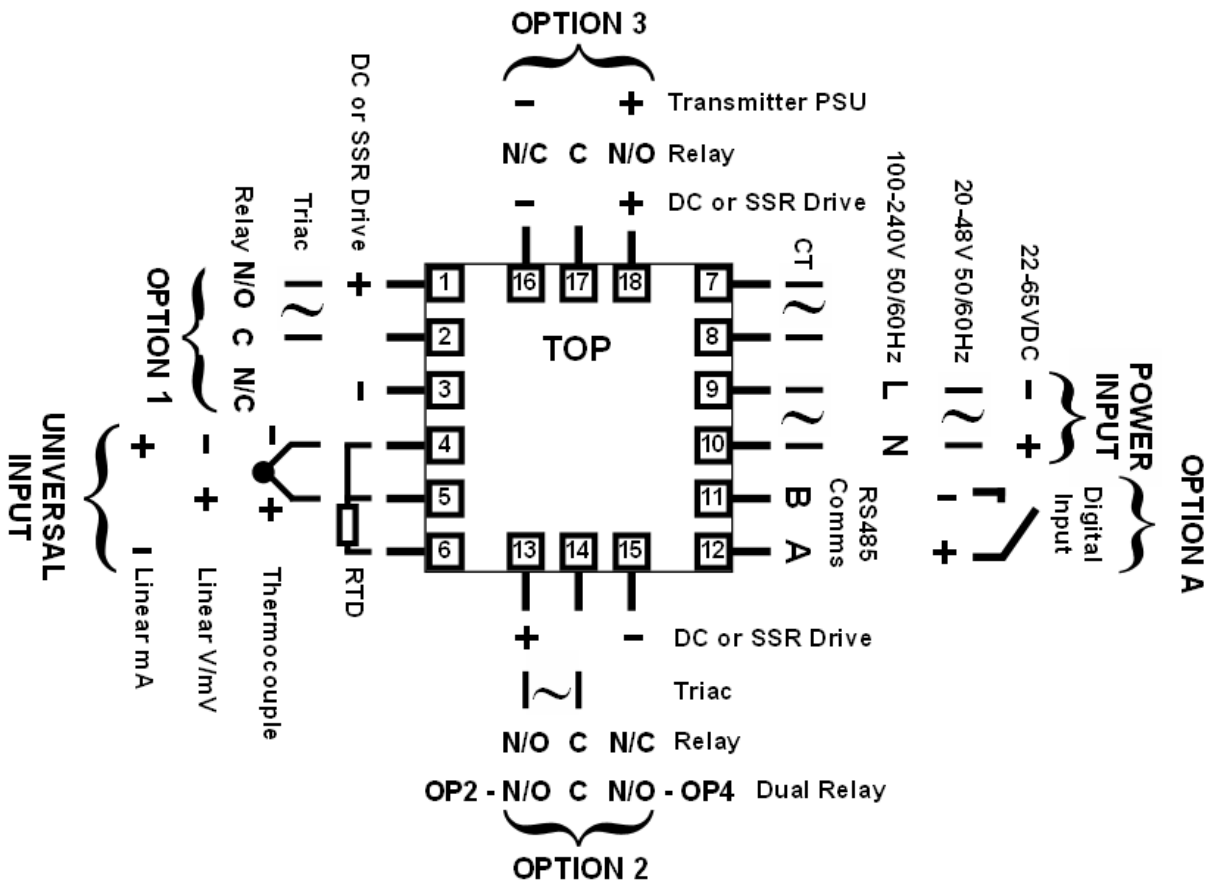 OPTION 3
- + Transmitter PSU
N/C C N/O Relay
- + DC or SSR Drive
DC or SSR Drive
+
-
Triac
~
Relay N/O C N/C
OPTION 1
UNIVERSAL
INPUT
+ - Linear mA
- + Linear V/mV
- + Thermocouple
RTD
1
2
3
4
5
6
16 17 18
TOP
13 14 15
7
8
9
10
11
12
CT
~
~
B
A
100-240V 50/60Hz
L
N
RS485
Comms
20-48V 50/60Hz
~
- +
22-65VDC
- +
Digital
Input
POWER
INPUT
OPTION A
+ - DC or SSR Drive
~ Triac
N/O C N/C Relay
OP2 - N/O C N/O - OP4 Dual Relay
OPTION 2